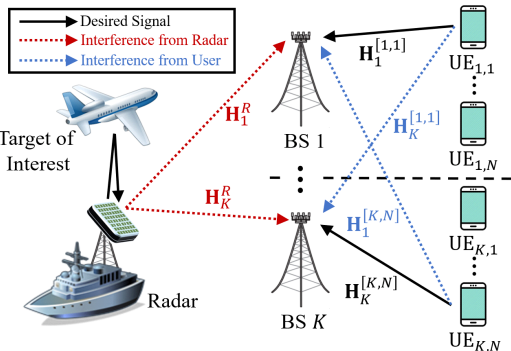 Desired Signal
Interference from Radar
Interference from User
Target of
Interest
Radar
H_1^R
H_K^R
BS 1
BS K
H_1^{[1,1]}
H_K^{[1,1]}
H_1^{[K,N]}
H_K^{[K,N]}
UE_{1,1}
UE_{1,N}
UE_{K,1}
UE_{K,N}